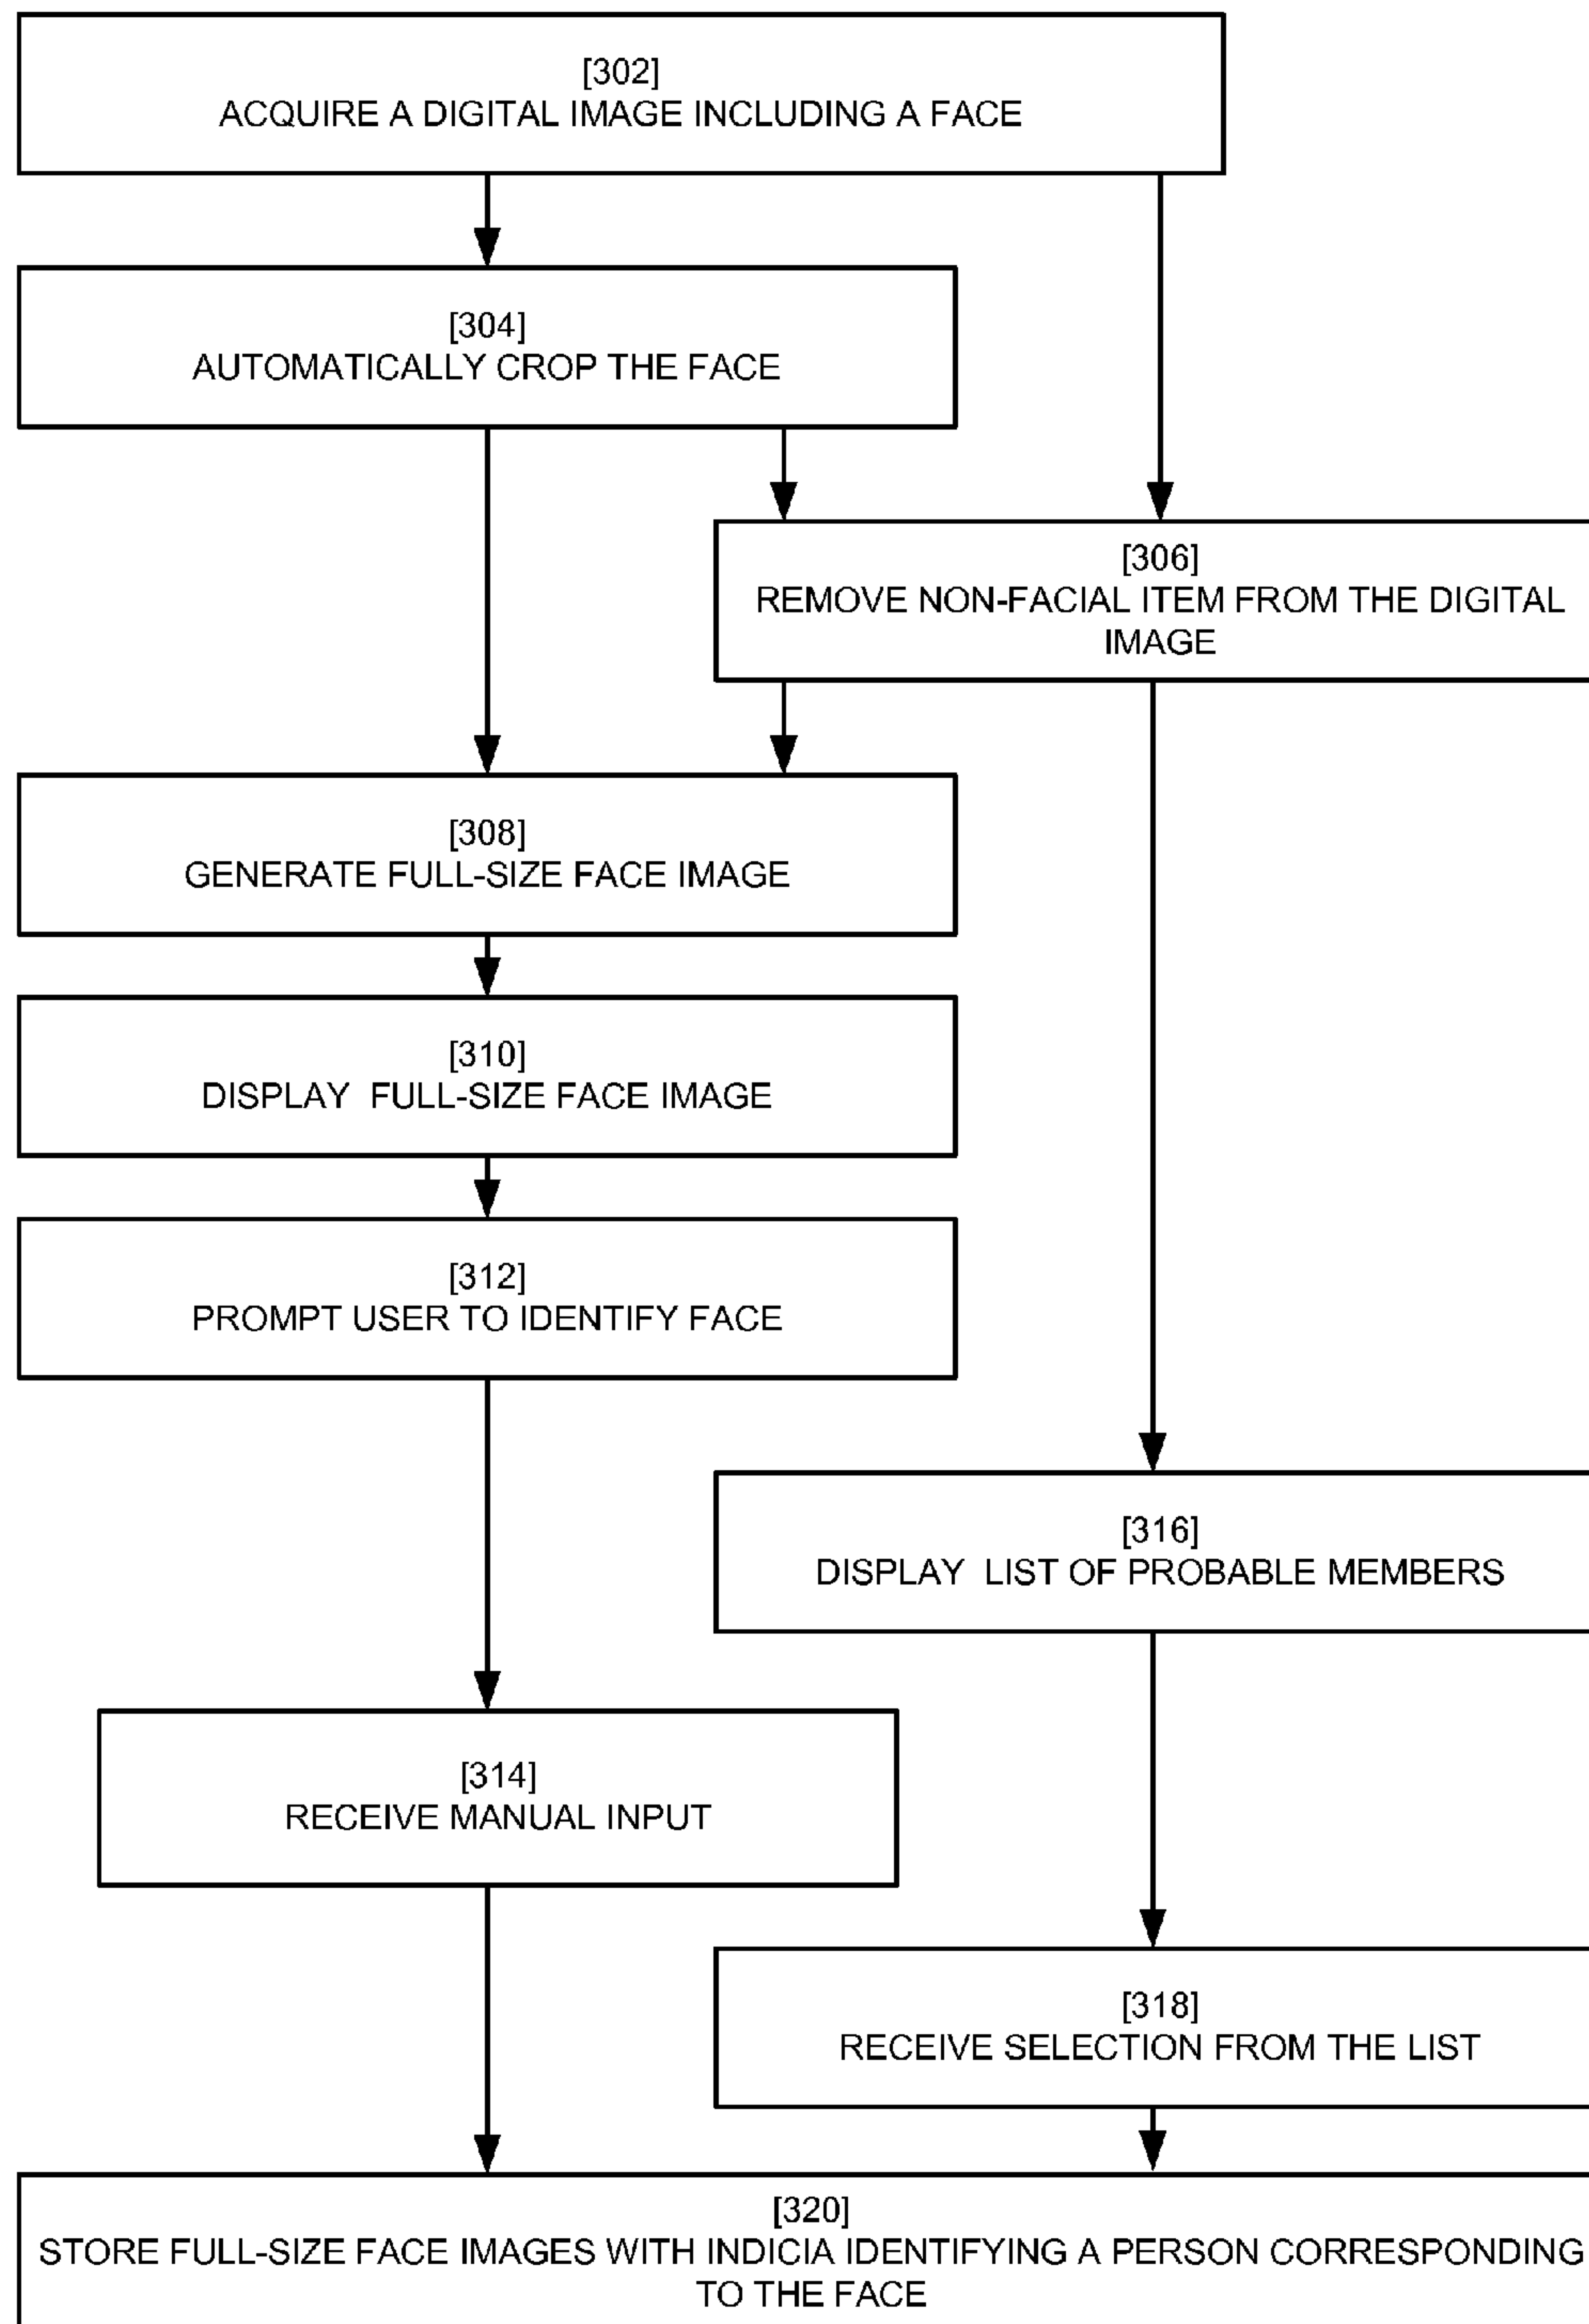 [302]
ACQUIRE A DIGITAL IMAGE INCLUDING A FACE
[304]
AUTOMATICALLY CROP THE FACE
[306]
REMOVE NON-FACIAL ITEM FROM THE DIGITAL
IMAGE
[308]
GENERATE FULL-SIZE FACE IMAGE
[310]
DISPLAY FULL-SIZE FACE IMAGE
[312]
PROMPT USER TO IDENTIFY FACE
[316]
DISPLAY LIST OF PROBABLE MEMBERS
[314]
RECEIVE MANUAL INPUT
[318]
RECEIVE SELECTION FROM THE LIST
[320]
STORE FULL-SIZE FACE IMAGES WITH INDICIA IDENTIFYING A PERSON CORRESPONDING
TO THE FACE